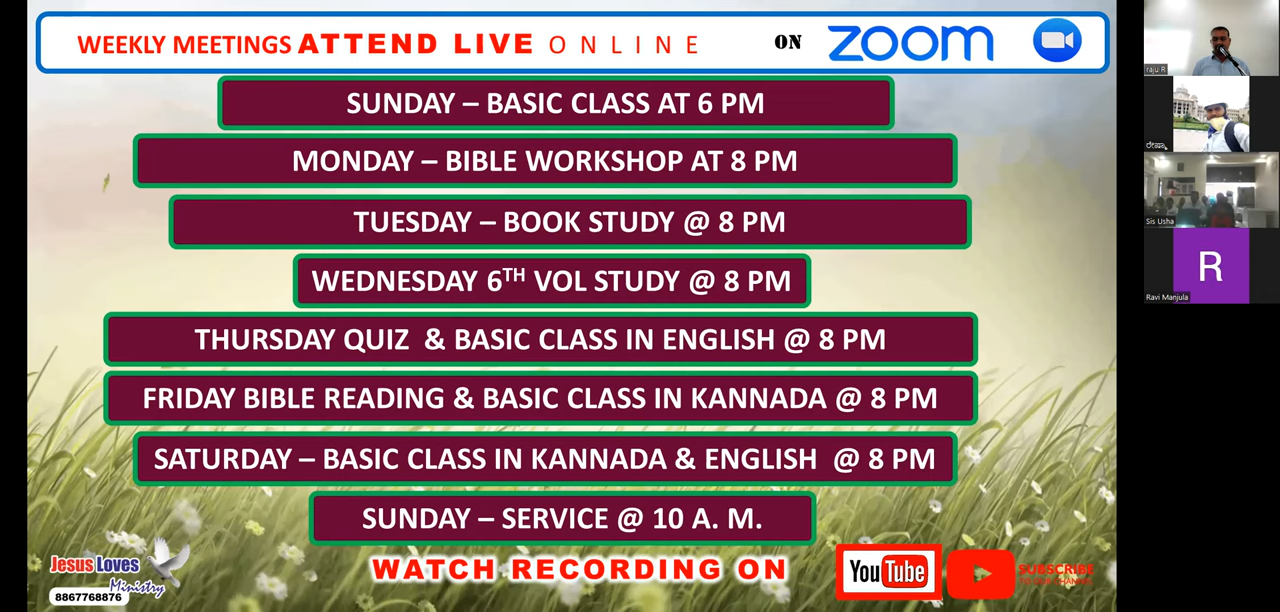 WEEKLY MEETINGS ATTEND LIVE ONLINE ON zoom
SUNDAY – BASIC CLASS AT 6 PM
MONDAY – BIBLE WORKSHOP AT 8 PM
TUESDAY – BOOK STUDY @ 8 PM
WEDNESDAY 6TH VOL STUDY @ 8 PM
THURSDAY QUIZ & BASIC CLASS IN ENGLISH @ 8 PM
FRIDAY BIBLE READING & BASIC CLASS IN KANNADA @ 8 PM
SATURDAY – BASIC CLASS IN KANNADA & ENGLISH @ 8 PM
SUNDAY – SERVICE @ 10 A. M.
WATCH RECORDING ON YouTube
SUBSCRIBE
TO OUR CHANNEL
Jesus Loves
Ministry
8867768876
raju R
Sis Usha
R
Ravi Manjula